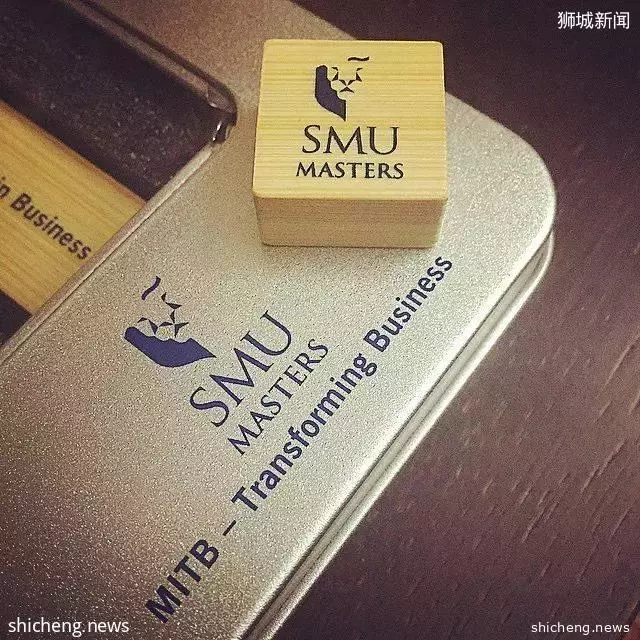 狮城新闻
SMU
MASTERS
in Business
SMU
MASTERS
MITB – Transforming Business
shicheng.news
shicheng.news